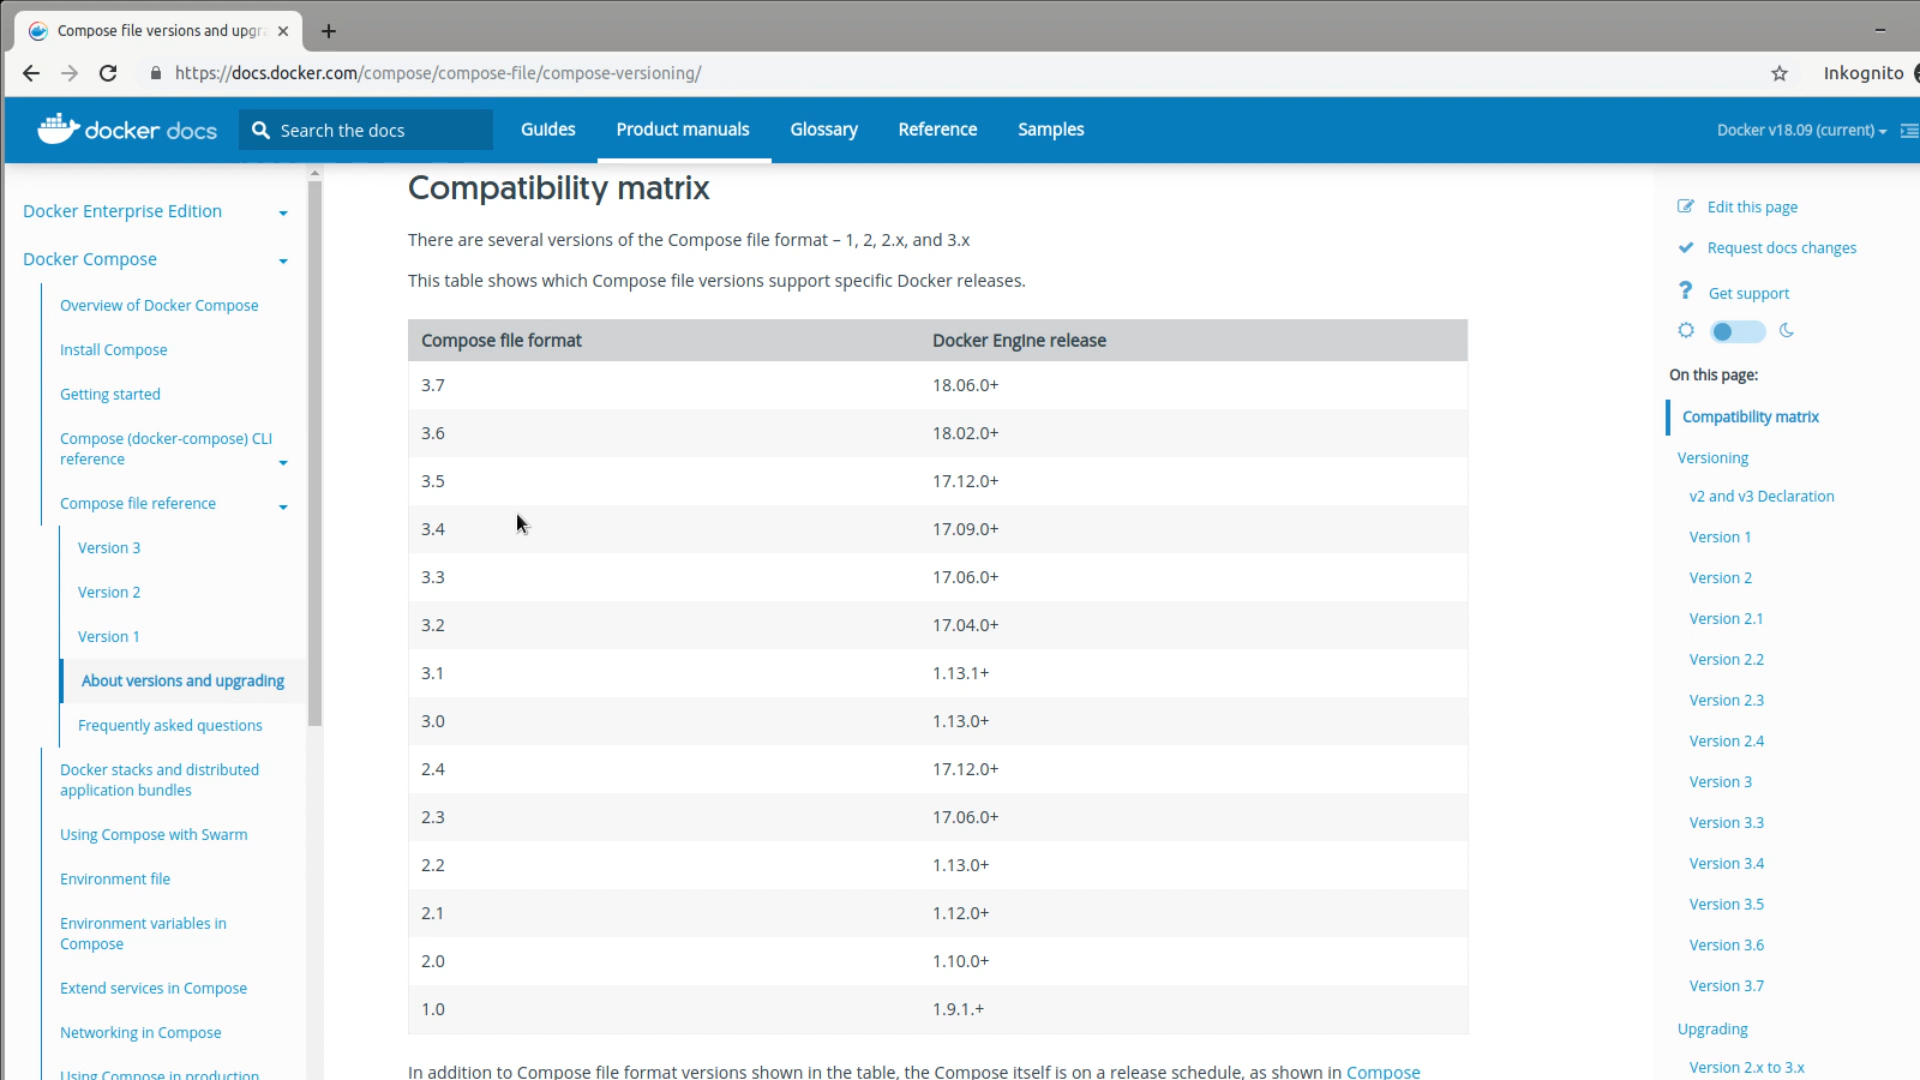 Compose file versions and upgra
https://docs.docker.com/compose/compose-file/compose-versioning/
Inkognito
docker docs
Search the docs
Guides
Product manuals
Glossary
Reference
Samples
Docker v18.09 (current)
Docker Enterprise Edition
Docker Compose
Overview of Docker Compose
Install Compose
Getting started
Compose (docker-compose) CLI
reference
Compose file reference
Version 3
Version 2
Version 1
About versions and upgrading
Frequently asked questions
Docker stacks and distributed
application bundles
Using Compose with Swarm
Environment file
Environment variables in
Compose
Extend services in Compose
Networking in Compose
Using Compose in production
Compatibility matrix
There are several versions of the Compose file format – 1, 2, 2.x, and 3.x
This table shows which Compose file versions support specific Docker releases.
Compose file format Docker Engine release
3.7 18.06.0+
3.6 18.02.0+
3.5 17.12.0+
3.4 17.09.0+
3.3 17.06.0+
3.2 17.04.0+
3.1 1.13.1+
3.0 1.13.0+
2.4 17.12.0+
2.3 17.06.0+
2.2 1.13.0+
2.1 1.12.0+
2.0 1.10.0+
1.0 1.9.1.+
In addition to Compose file format versions shown in the table, the Compose itself is on a release schedule, as shown in Compose
Edit this page
Request docs changes
Get support
On this page:
Compatibility matrix
Versioning
v2 and v3 Declaration
Version 1
Version 2
Version 2.1
Version 2.2
Version 2.3
Version 2.4
Version 3
Version 3.3
Version 3.4
Version 3.5
Version 3.6
Version 3.7
Upgrading
Version 2.x to 3.x